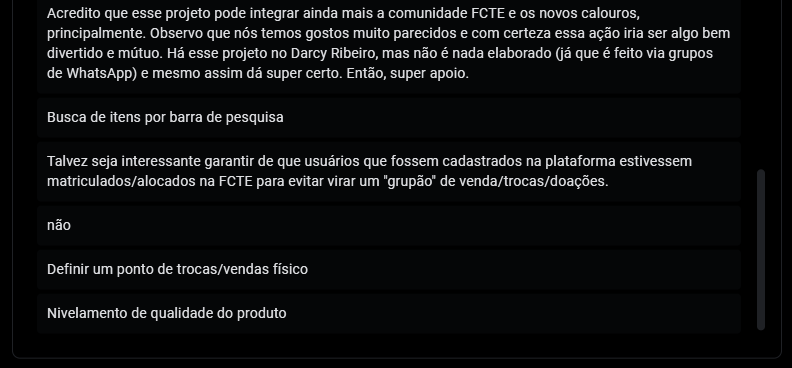 Acredito que esse projeto pode integrar ainda mais a comunidade FCTE e os novos calouros,
principalmente. Observo que nós temos gostos muito parecidos e com certeza essa ação iria ser algo bem
divertido e mútuo. Há esse projeto no Darcy Ribeiro, mas não é nada elaborado (já que é feito via grupos
de WhatsApp) e mesmo assim dá super certo. Então, super apoio.
Busca de itens por barra de pesquisa
Talvez seja interessante garantir de que usuários que fossem cadastrados na plataforma estivessem
matriculados/alocados na FCTE para evitar virar um "grupão" de venda/trocas/doações.
não
Definir um ponto de trocas/vendas físico
Nivelamento de qualidade do produto